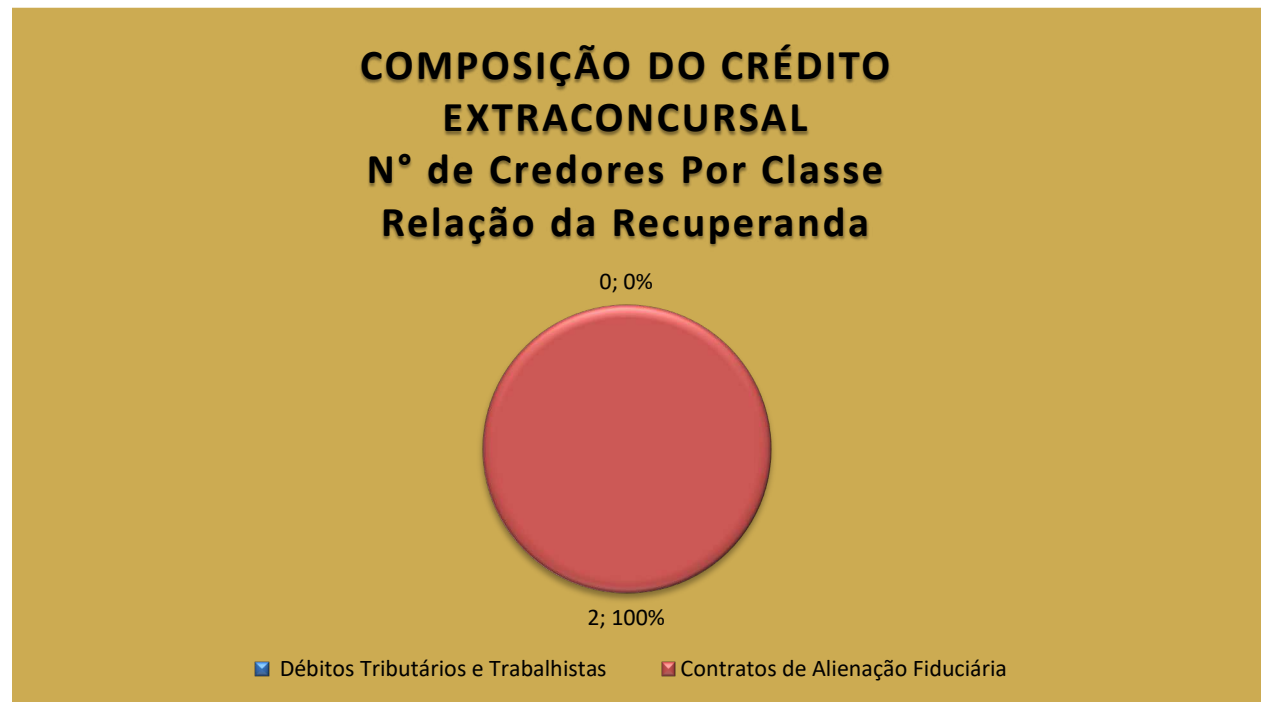 COMPOSIÇÃO DO CRÉDITO
EXTRACONCURSAL
N° de Credores Por Classe
Relação da Recuperanda
0; 0%
2; 100%
Débitos Tributários e Trabalhistas
Contratos de Alienação Fiduciária